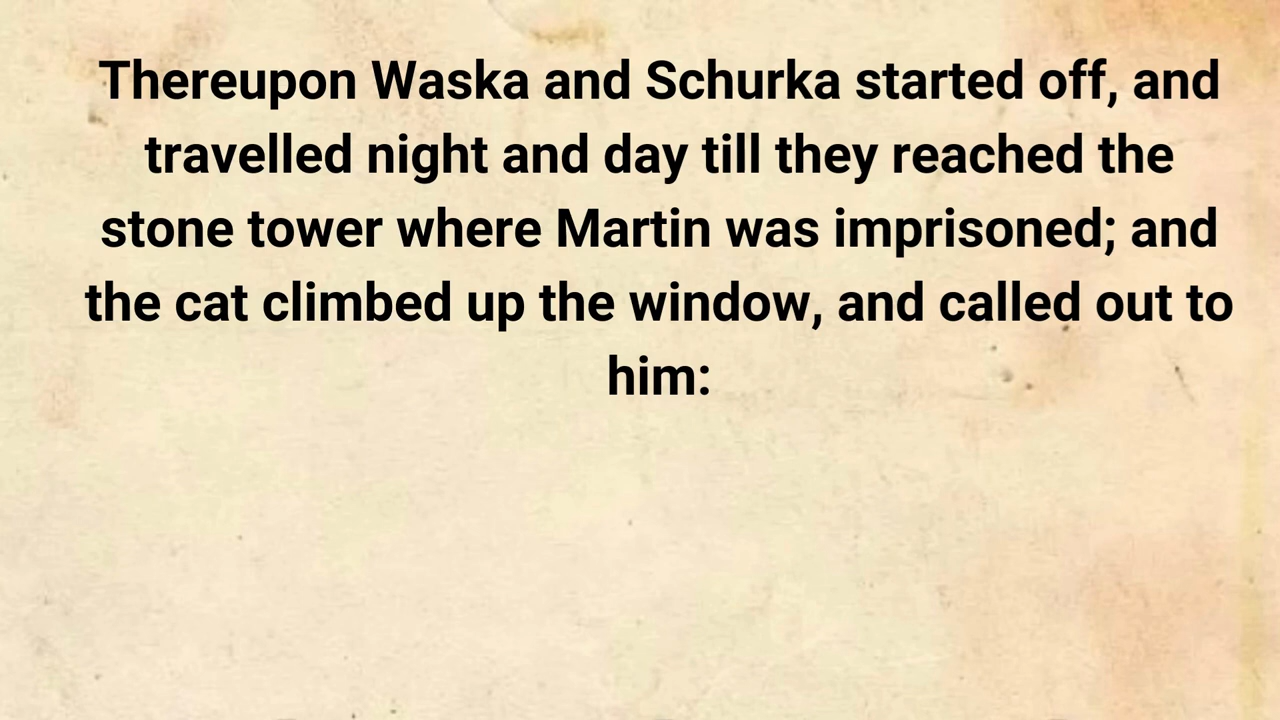 Thereupon Waska and Schurka started off, and
travelled night and day till they reached the
stone tower where Martin was imprisoned; and
the cat climbed up the window, and called out to
him: